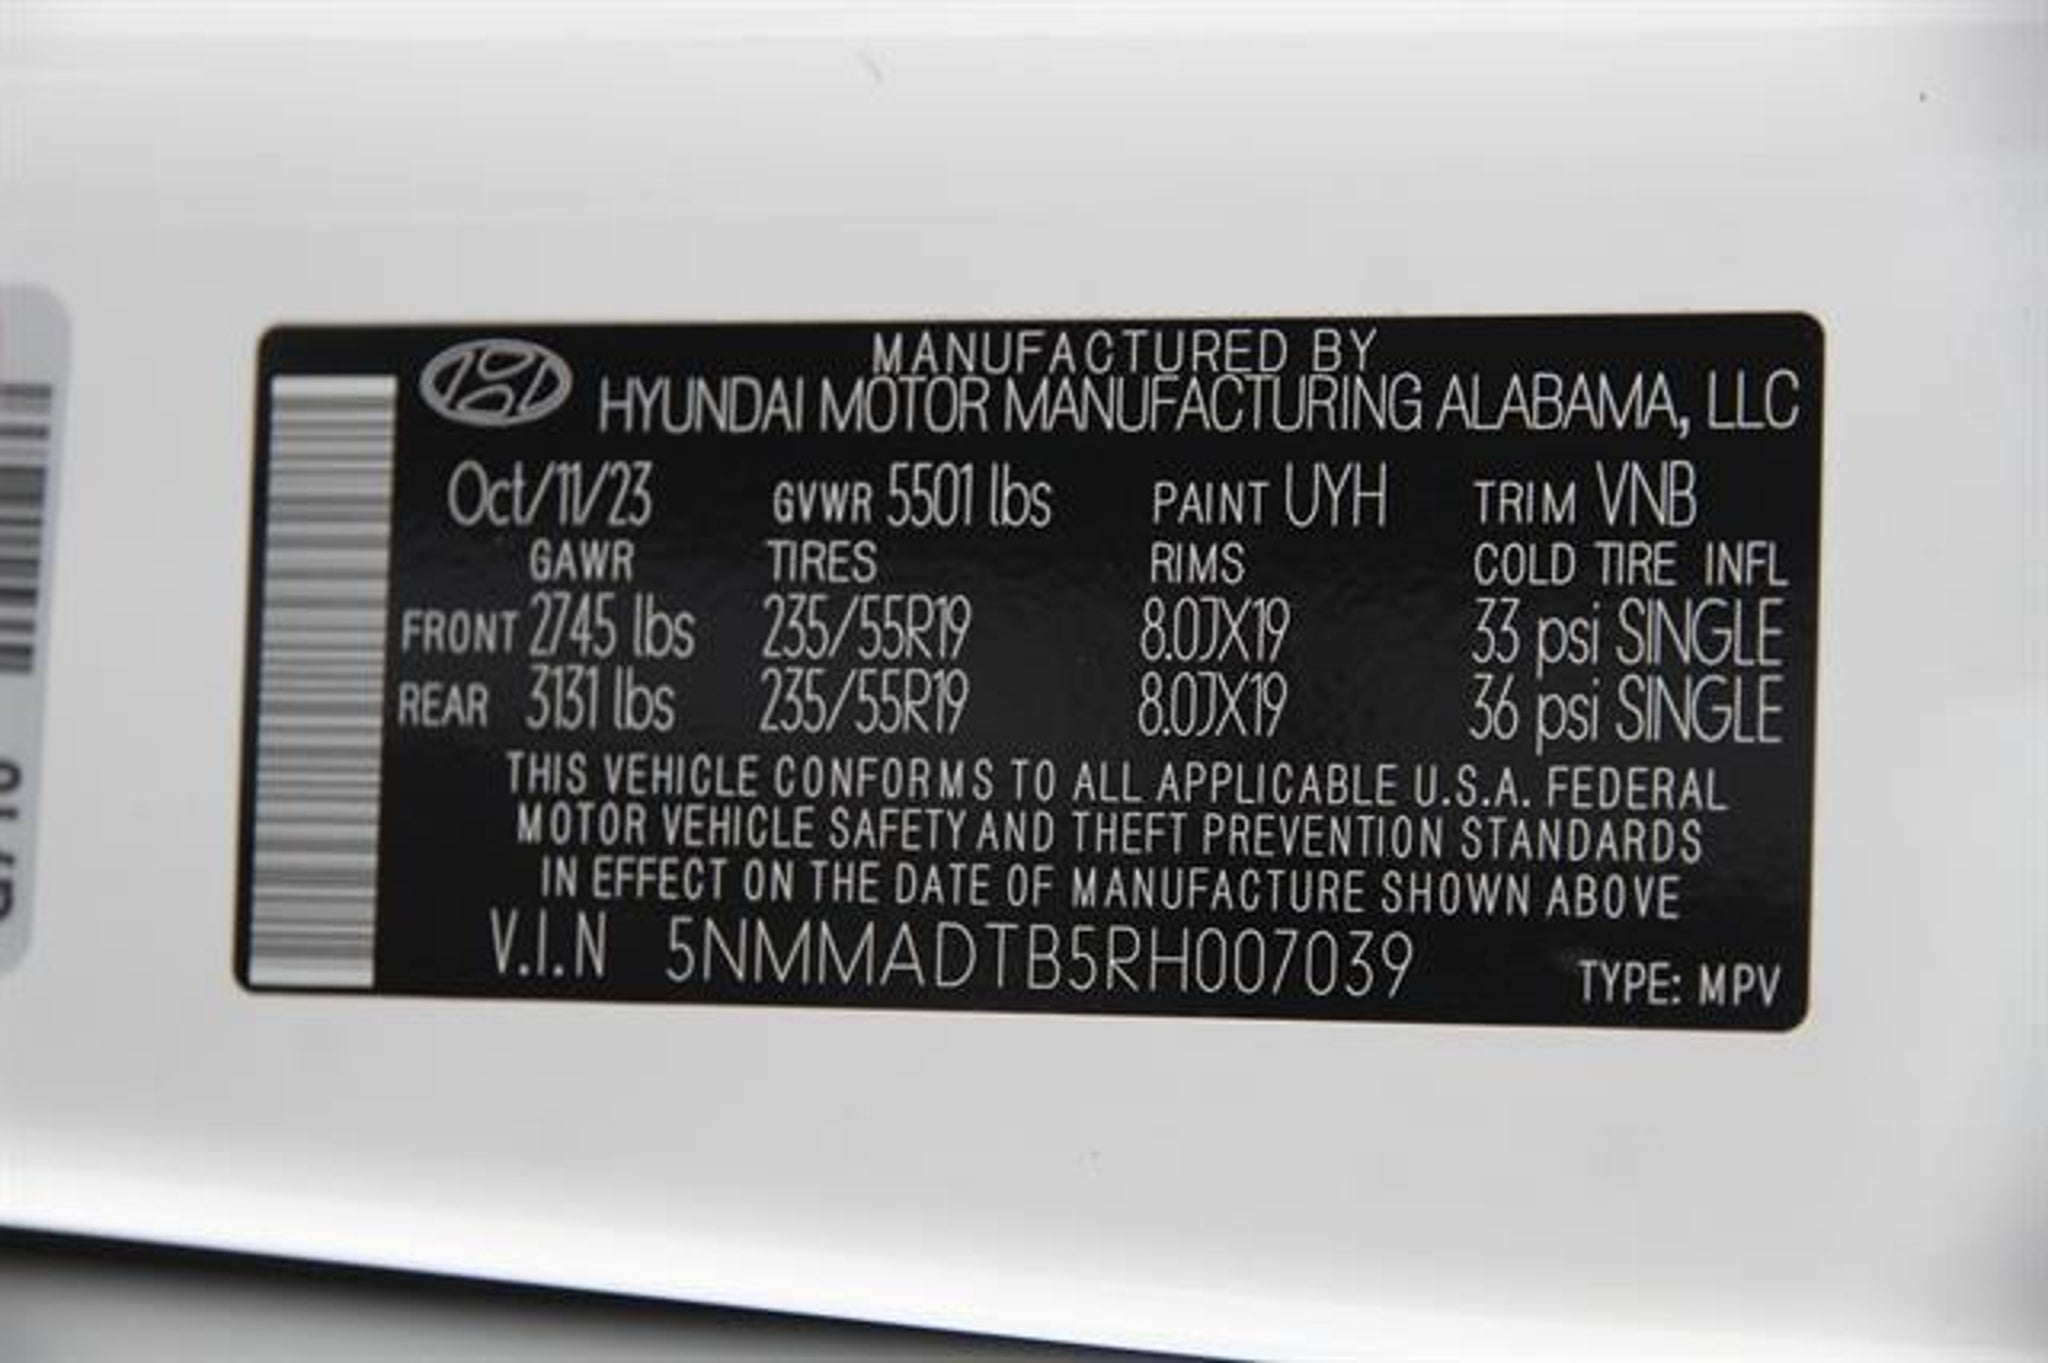 MANUFACTURED BY
HYUNDAI MOTOR MANUFACTURING ALABAMA, LLC
Oct/11/23 GVWR 5501 lbs PAINT UYH TRIM VNB
GAWR TIRES RIMS COLD TIRE INFL
FRONT 2745 lbs 235/55R19 8.0JX19 33 psi SINGLE
REAR 3131 lbs 235/55R19 8.0JX19 36 psi SINGLE
THIS VEHICLE CONFORMS TO ALL APPLICABLE U.S.A. FEDERAL
MOTOR VEHICLE SAFETY AND THEFT PREVENTION STANDARDS
IN EFFECT ON THE DATE OF MANUFACTURE SHOWN ABOVE
V.I.N 5NMMADTB5RH007039 TYPE: MPV